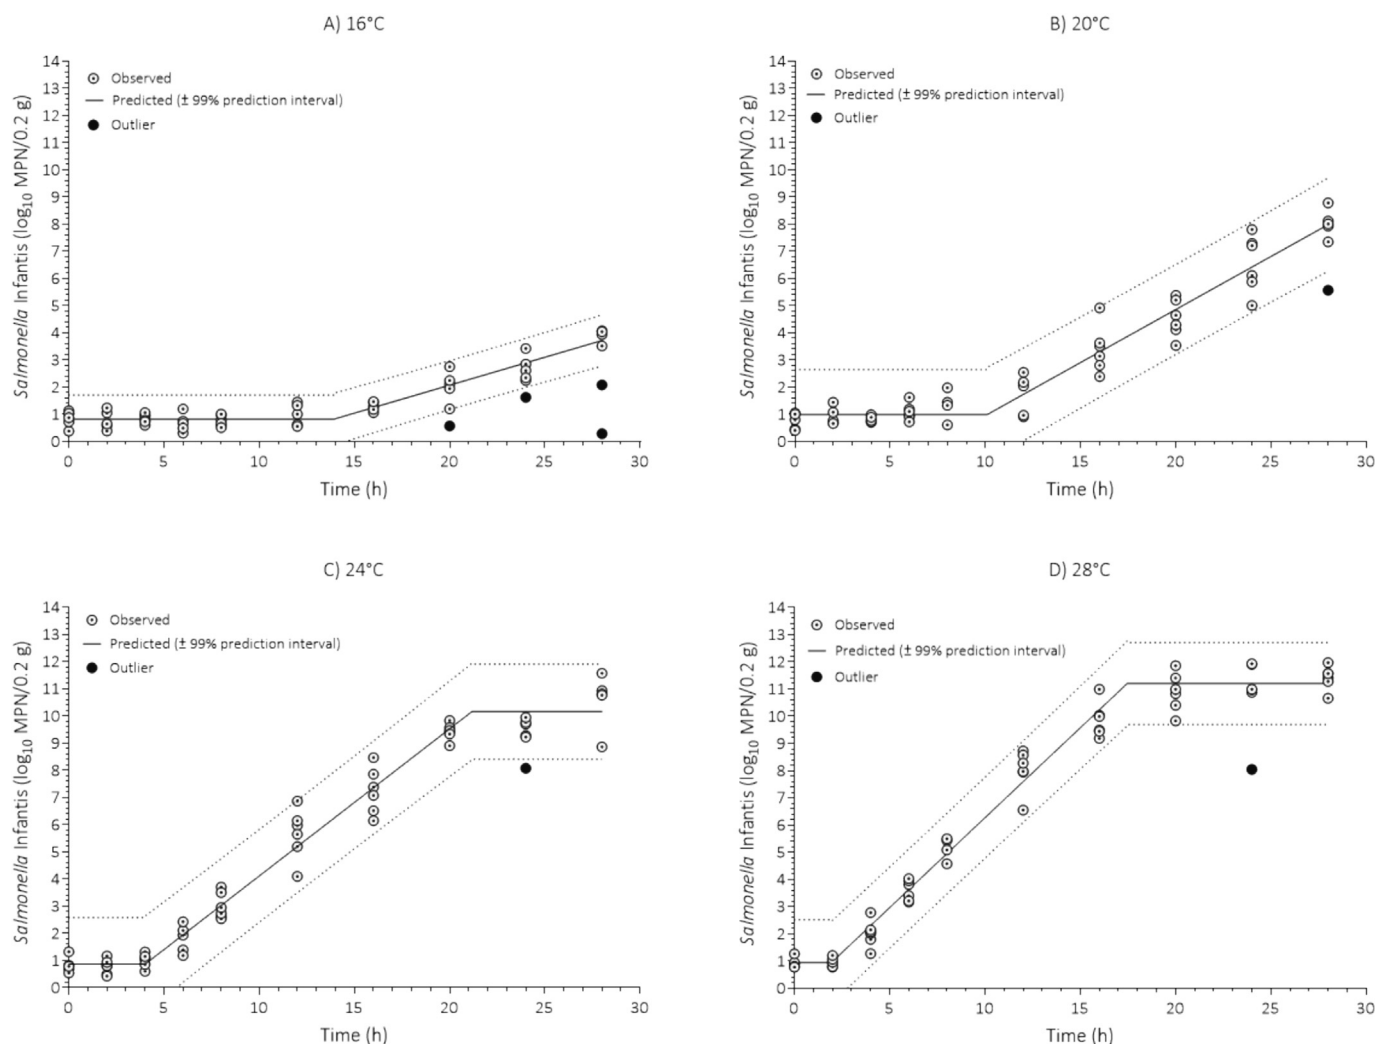 A) 16°C
Salmonella Infantis (log10 MPN/0.2 g)
14
13
12
11
10
9
8
7
6
5
4
3
2
1
0
Observed
Predicted (± 99% prediction interval)
Outlier
0 5 10 15 20 25 30
Time (h)
B) 20°C
Salmonella Infantis (log10 MPN/0.2 g)
14
13
12
11
10
9
8
7
6
5
4
3
2
1
0
Observed
Predicted (± 99% prediction interval)
Outlier
0 5 10 15 20 25 30
Time (h)
C) 24°C
Salmonella Infantis (log10 MPN/0.2 g)
14
13
12
11
10
9
8
7
6
5
4
3
2
1
0
Observed
Predicted (± 99% prediction interval)
Outlier
0 5 10 15 20 25 30
Time (h)
D) 28°C
Salmonella Infantis (log10 MPN/0.2 g)
14
13
12
11
10
9
8
7
6
5
4
3
2
1
0
Observed
Predicted (± 99% prediction interval)
Outlier
0 5 10 15 20 25 30
Time (h)